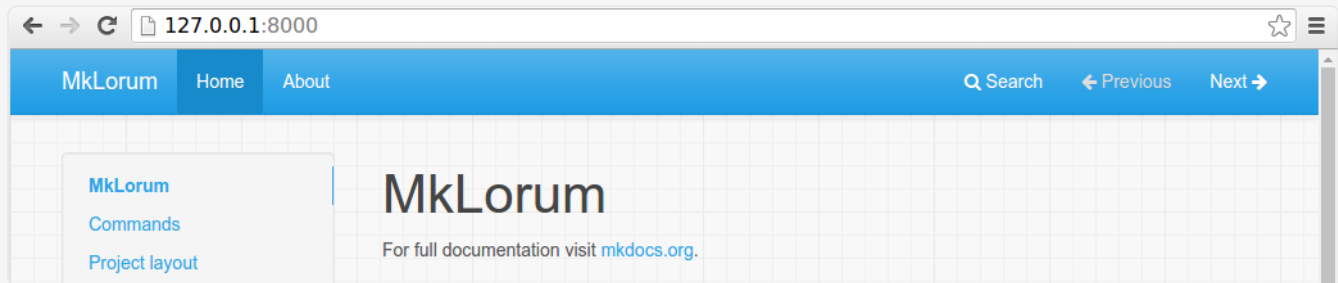 127.0.0.1:8000
MkLorum Home About Search Previous Next
MkLorum
Commands
Project layout
MkLorum
For full documentation visit mkdocs.org.